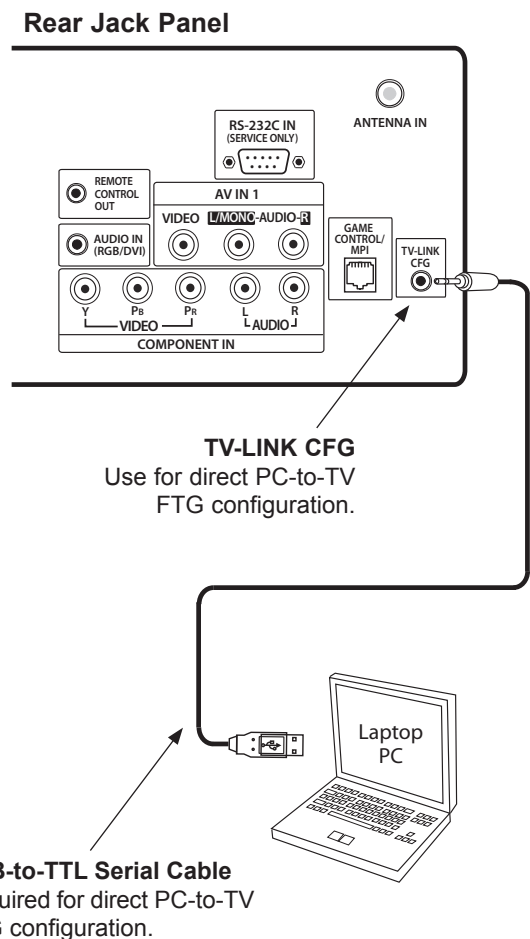 Rear Jack Panel
ANTENNA IN
RS-232C IN
(SERVICE ONLY)
REMOTE
CONTROL
OUT
AV IN 1
VIDEO L/MONO-AUDIO-R
AUDIO IN
(RGB/DVI)
GAME
CONTROL/
MPI
TV-LINK
CFG
Y PB PR L R
VIDEO AUDIO
COMPONENT IN
TV-LINK CFG
Use for direct PC-to-TV
FTG configuration.
Laptop
PC
-to-TTL Serial Cable
for direct PC-to-TV
configuration.